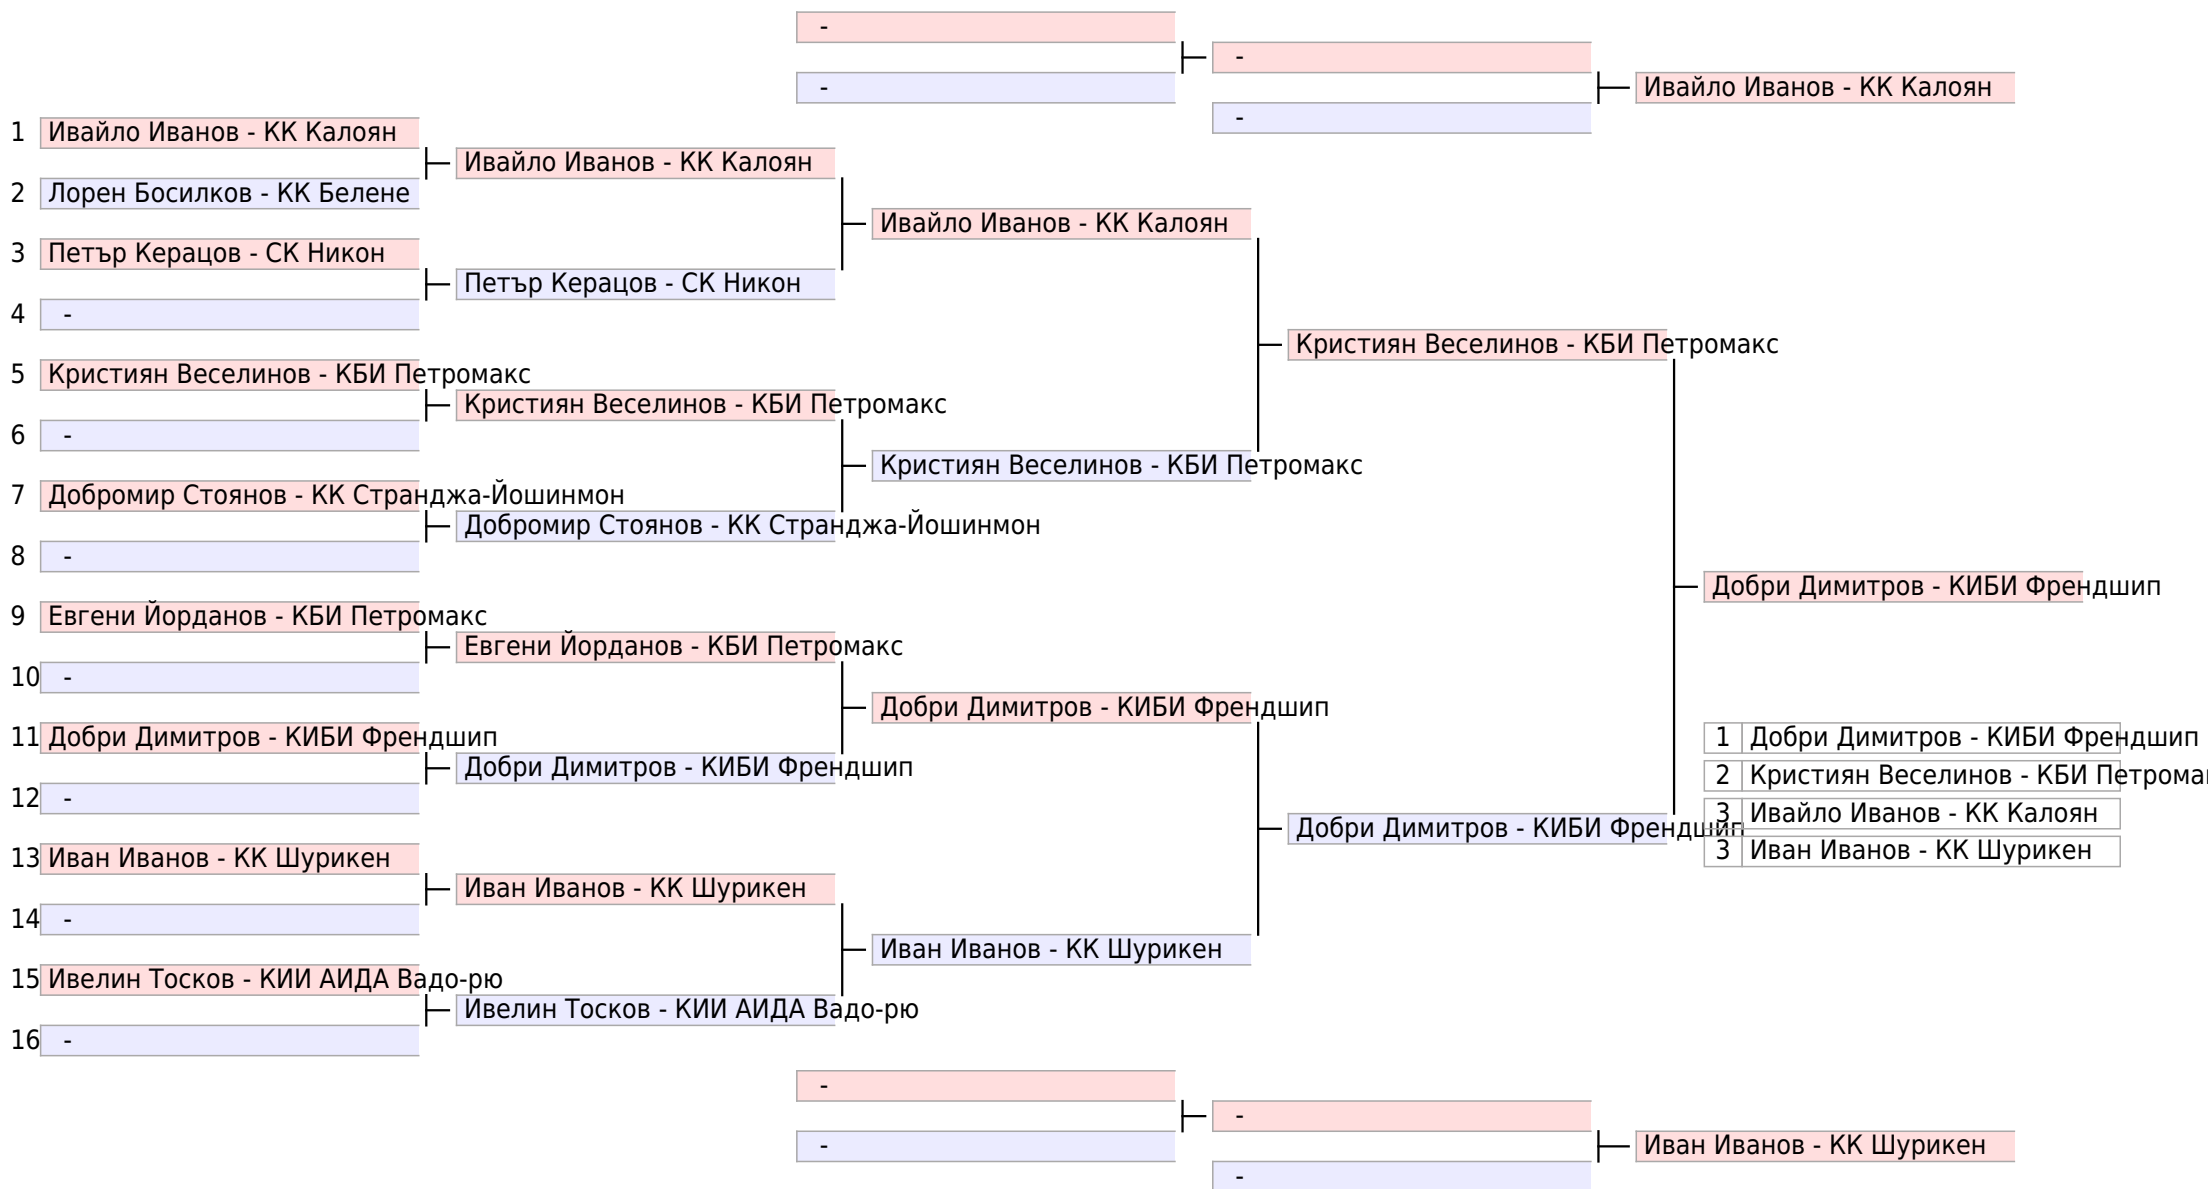 -
-
-
-
Ивайло Иванов - КК Калоян
1 Ивайло Иванов - КК Калоян
Ивайло Иванов - КК Калоян
2 Лорен Босилков - КК Белене
Ивайло Иванов - КК Калоян
3 Петър Керацов - СК Никон
Петър Керацов - СК Никон
4 -
Кристиян Веселинов - КБИ Петромакс
5 Кристиян Веселинов - КБИ Петромакс
Кристиян Веселинов - КБИ Петромакс
6 -
Кристиян Веселинов - КБИ Петромакс
7 Добромир Стоянов - КК Странджа-Йошинмон
Добромир Стоянов - КК Странджа-Йошинмон
8 -
Добри Димитров - КИБИ Френдшип
9 Евгени Йорданов - КБИ Петромакс
Евгени Йорданов - КБИ Петромакс
10 -
Добри Димитров - КИБИ Френдшип
11 Добри Димитров - КИБИ Френдшип
Добри Димитров - КИБИ Френдшип
12 -
Добри Димитров - КИБИ Френдшип
13 Иван Иванов - КК Шурикен
Иван Иванов - КК Шурикен
14 -
Иван Иванов - КК Шурикен
15 Ивелин Тосков - КИИ АИДА Вадо-рю
Ивелин Тосков - КИИ АИДА Вадо-рю
16 -
1 Добри Димитров - КИБИ Френдшип
2 Кристиян Веселинов - КБИ
3 Ивайло Иванов - КК Калоян
3 Иван Иванов - КК Шурикен
-
-
-
-
Иван Иванов - КК Шурикен